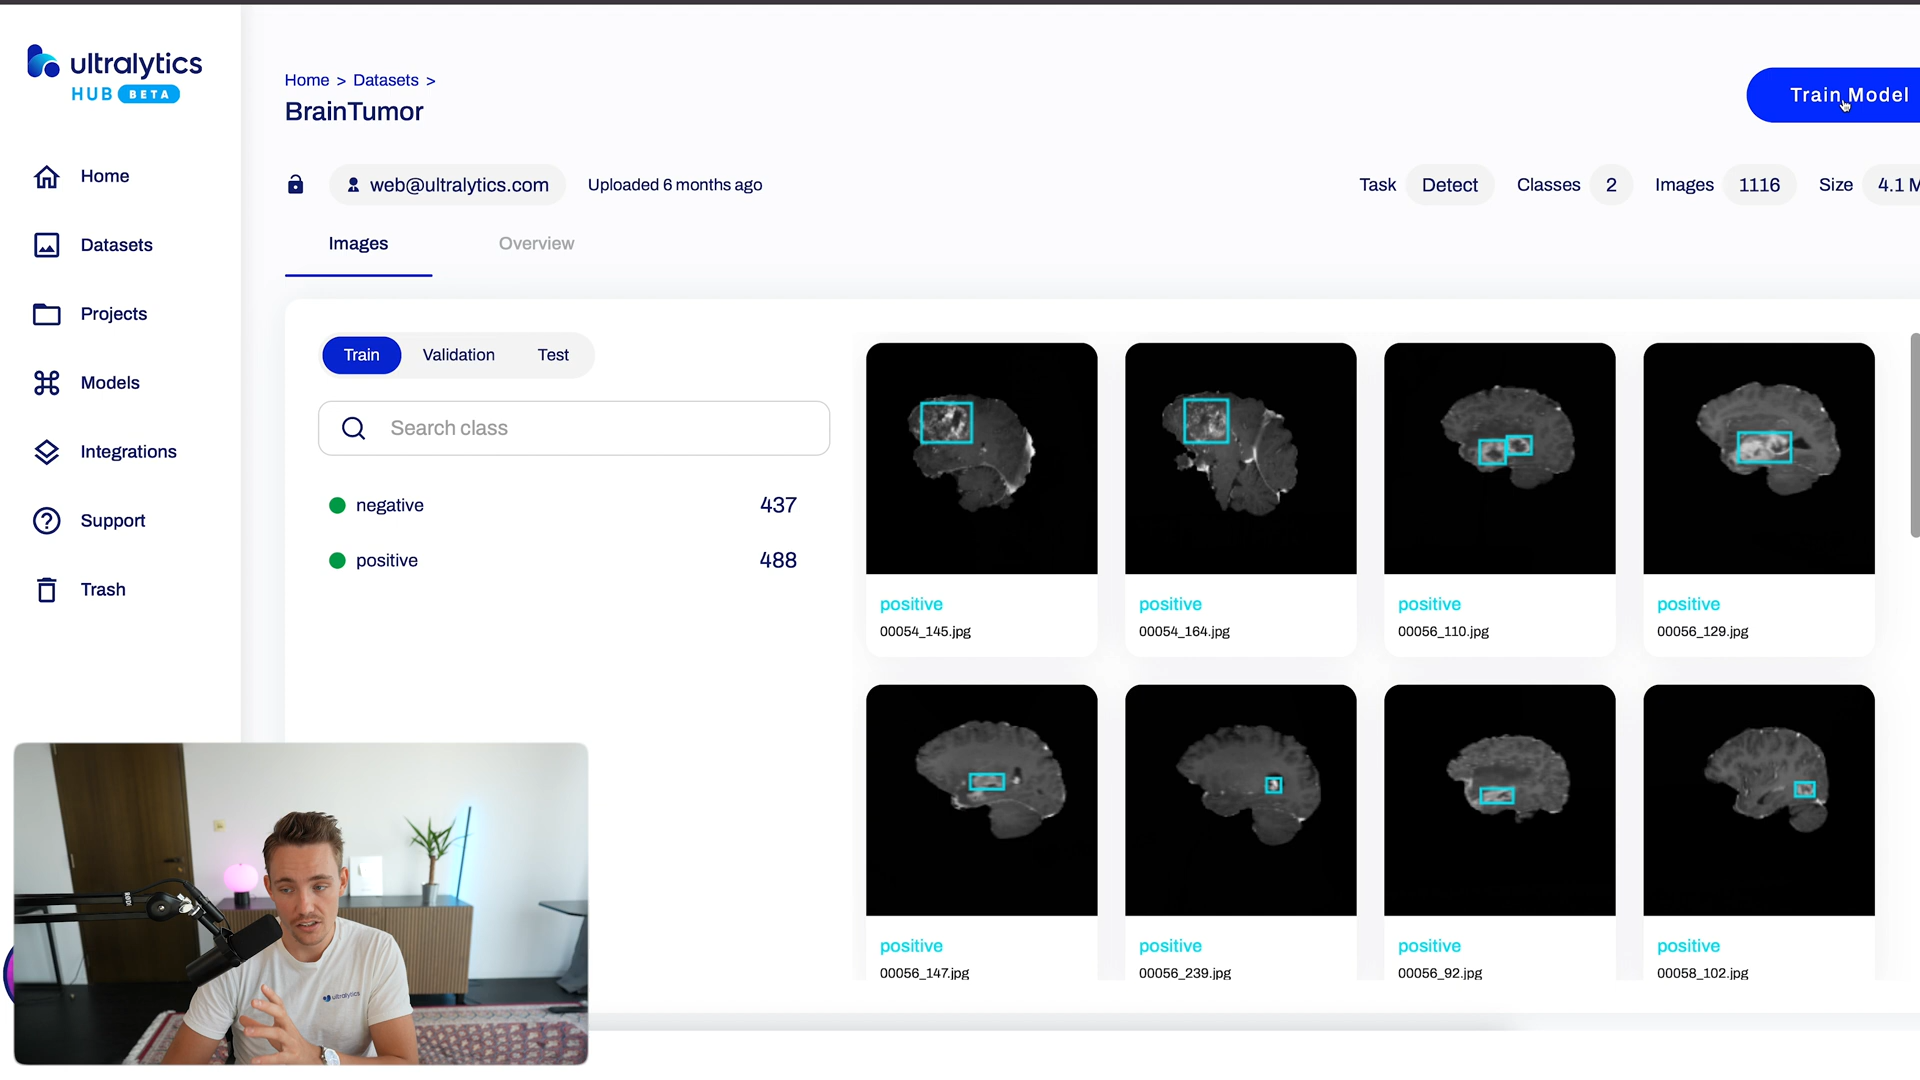 ultralytics
HUB BETA
Home
Datasets
Projects
Models
Integrations
Support
Trash
Home > Datasets >
BrainTumor
Train Model
web@ultralytics.com
Uploaded 6 months ago
Task Detect Classes 2 Images 1116 Size 4.1 M
Images Overview
Train Validation Test
Search class
negative 437
positive 488
positive positive positive positive
00054_145.jpg 00054_164.jpg 00056_110.jpg 00056_129.jpg
positive positive positive positive
00056_147.jpg 00056_239.jpg 00056_92.jpg 00058_102.jpg
ultralytics